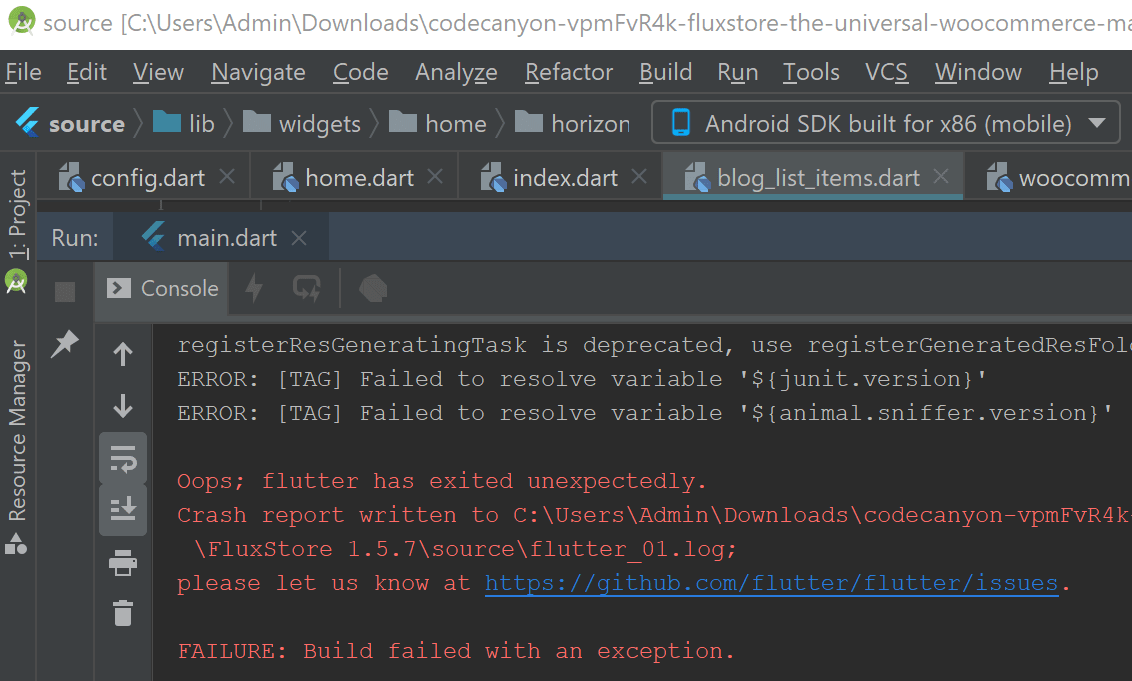 source [C:\Users\Admin\Downloads\codecanyon-vpmFvR4k-fluxstore-the-universal-woocommerce-ma
File Edit View Navigate Code Analyze Refactor Build Run Tools VCS Window Help
source lib widgets home horizon Android SDK built for x86 (mobile)
config.dart home.dart index.dart blog_list_items.dart woocomm
1: Project
Run: main.dart
Console
Resource Manager
registerResGeneratingTask is deprecated, use registerGeneratedResFol
ERROR: [TAG] Failed to resolve variable '${junit.version}'
ERROR: [TAG] Failed to resolve variable '${animal.sniffer.version}'
Oops; flutter has exited unexpectedly.
Crash report written to C:\Users\Admin\Downloads\codecanyon-vpmFvR4k-
\FluxStore 1.5.7\source\flutter_01.log;
please let us know at https://github.com/flutter/flutter/issues.
FAILURE: Build failed with an exception.